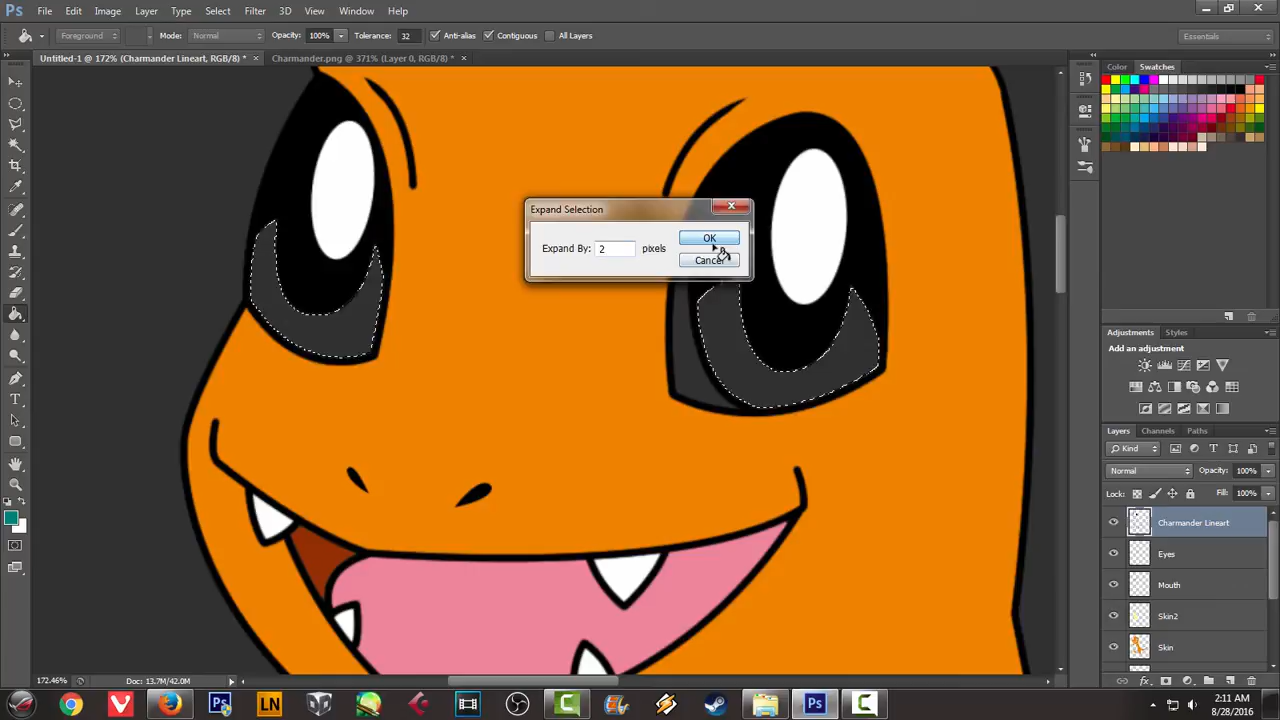 Ps File Edit Image Layer Type Select Filter 3D View Window Help
Foreground Mode: Normal Opacity: 100% Tolerance: 32 Anti-alias Contiguous All Layers Essentials
Untitled-1 @ 172% (Charmander Lineart, RGB/8) * × Charmander.png @ 371% (Layer 0, RGB/8) * ×
Color Swatches
Expand Selection
Expand By: 2 pixels
OK
Cancel
Adjustments Styles
Add an adjustment
Layers Channels Paths
Kind
Normal Opacity: 100%
Lock: Fill: 100%
Charmander Lineart
Eyes
Mouth
Skin2
Skin
172.46% Doc: 13.7M/42.0M
2:11 AM
8/28/2016